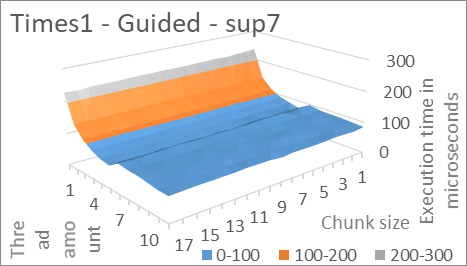 Times1 - Guided - sup7
300
200
100
0
Execution time in
microseconds
1
4
7
10
Thre
ad
amo
unt
17
15
13
11
9
7
5
3
1
Chunk size
0-100
100-200
200-300